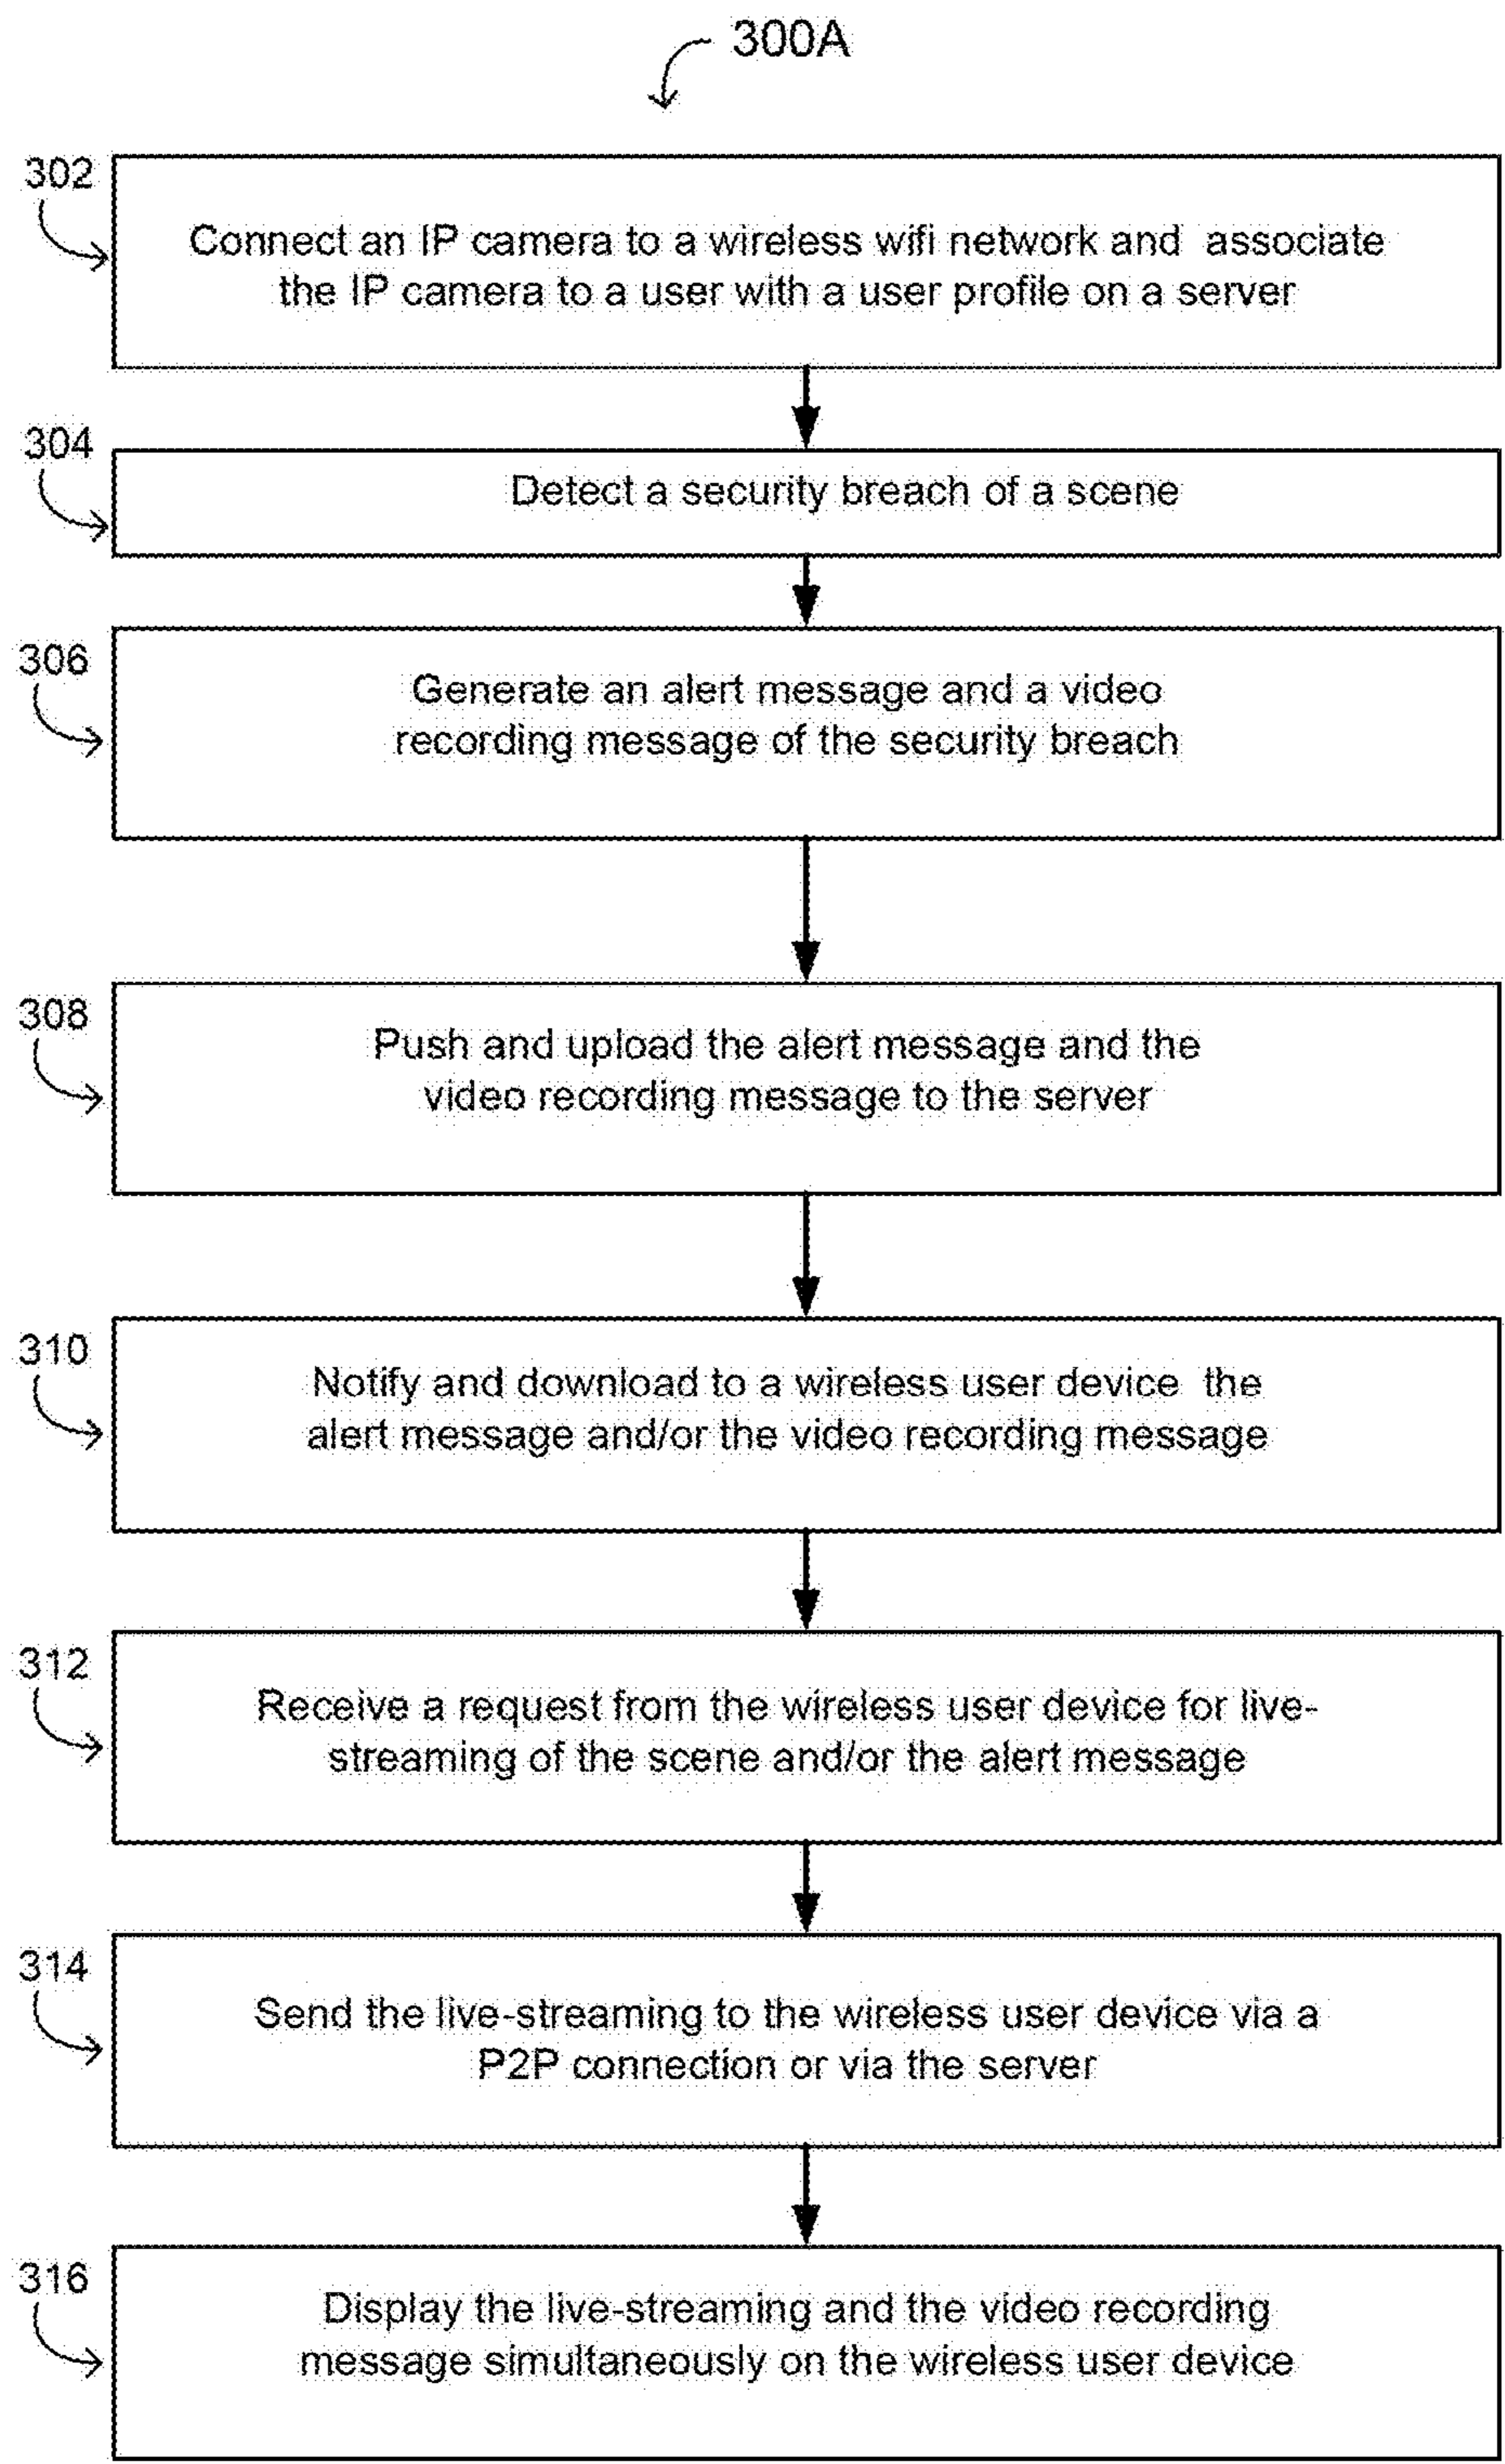 300A
302
Connect an IP camera to a wireless wifi network and associate
the IP camera to a user with a user profile on a server
304
Detect a security breach of a scene
306
Generate an alert message and a video
recording message of the security breach
308
Push and upload the alert message and the
video recording message to the server
310
Notify and download to a wireless user device the
alert message and/or the video recording message
312
Receive a request from the wireless user device for live-
streaming of the scene and/or the alert message
314
Send the live-streaming to the wireless user device via a
P2P connection or via the server
316
Display the live-streaming and the video recording
message simultaneously on the wireless user device